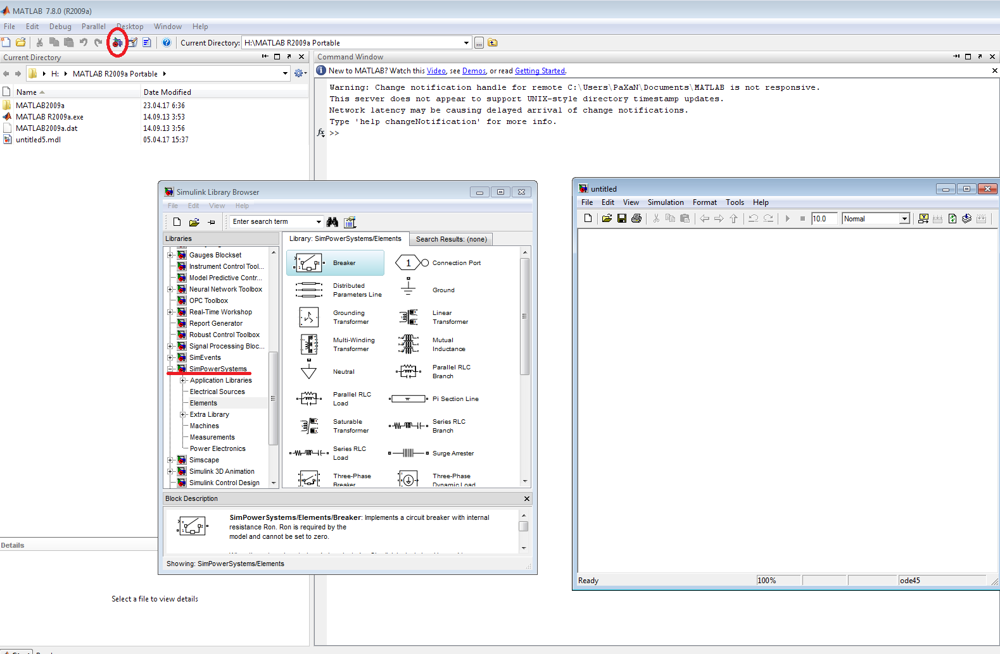 MATLAB 7.8.0 (R2009a)
File Edit Debug Parallel Desktop Window Help
Current Directory: H:\MATLAB R2009a Portable
Current Directory
H: MATLAB R2009a Portable
Name Date Modified
MATLAB2009a 23.04.17 6:36
MATLAB R2009a.exe 14.09.13 3:53
MATLAB2009a.dat 14.09.13 3:56
untitled5.mdl 05.04.17 15:37
Details
Select a file to view details
Command Window
New to MATLAB? Watch this Video, see Demos, or read Getting Started.
Warning: Change notification handle for remote C:\Users\PaXaN\Documents\MATLAB is not responsive.
This server does not appear to support UNIX-style directory timestamp updates.
Network latency may be causing delayed arrival of change notifications.
Type 'help changeNotification' for more info.
fx >>
Simulink Library Browser
File Edit View Help
Enter search term
Libraries
Gauges Blockset
Instrument Control Tool...
Model Predictive Contr...
Neural Network Toolbox
OPC Toolbox
Real-Time Workshop
Report Generator
Robust Control Toolbox
Signal Processing Bloc...
SimEvents
SimPowerSystems
Application Libraries
Electrical Sources
Elements
Extra Library
Machines
Measurements
Power Electronics
Simscape
Simulink 3D Animation
Simulink Control Design
Library: SimPowerSystems/Elements Search Results: (none)
Breaker
1 Connection Port
Distributed
Parameters Line
Ground
Grounding
Transformer
Linear
Transformer
Multi-Winding
Transformer
Mutual
Inductance
Neutral
Parallel RLC
Branch
Parallel RLC
Load
Pi Section Line
Saturable
Transformer
Series RLC
Branch
Series RLC
Load
Surge Arrester
Three-Phase
Breaker
Three-Phase
Dynamic Load
Block Description
SimPowerSystems/Elements/Breaker: Implements a circuit breaker with internal
resistance Ron. Ron is required by the
model and cannot be set to zero.
Showing: SimPowerSystems/Elements
untitled
File Edit View Simulation Format Tools Help
10.0 Normal
Ready 100% ode45